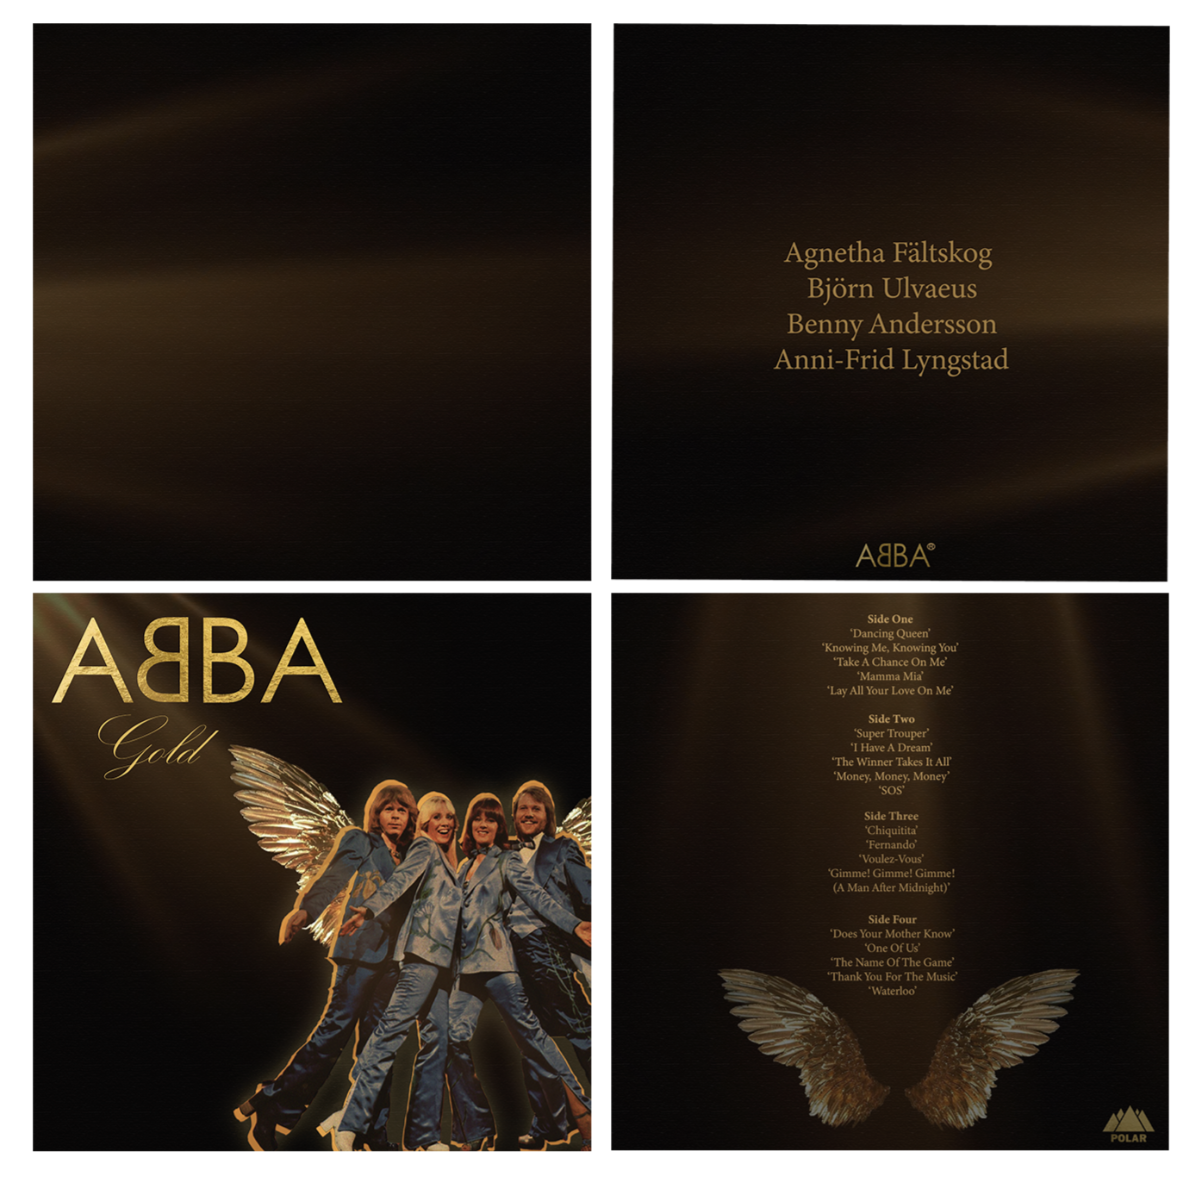 Agnetha Fältskog
Björn Ulvaeus
Benny Andersson
Anni-Frid Lyngstad
ABBA®
ABBA
Gold
Side One
‘Dancing Queen’
‘Knowing Me, Knowing You’
‘Take A Chance On Me’
‘Mamma Mia’
‘Lay All Your Love On Me’
Side Two
‘Super Trouper’
‘I Have A Dream’
‘The Winner Takes It All’
‘Money, Money, Money’
‘SOS’
Side Three
‘Chiquitita’
‘Fernando’
‘Voulez-Vous’
‘Gimme! Gimme! Gimme!
(A Man After Midnight)’
Side Four
‘Does Your Mother Know’
‘One Of Us’
‘The Name Of The Game’
‘Thank You For The Music’
‘Waterloo’
POLAR